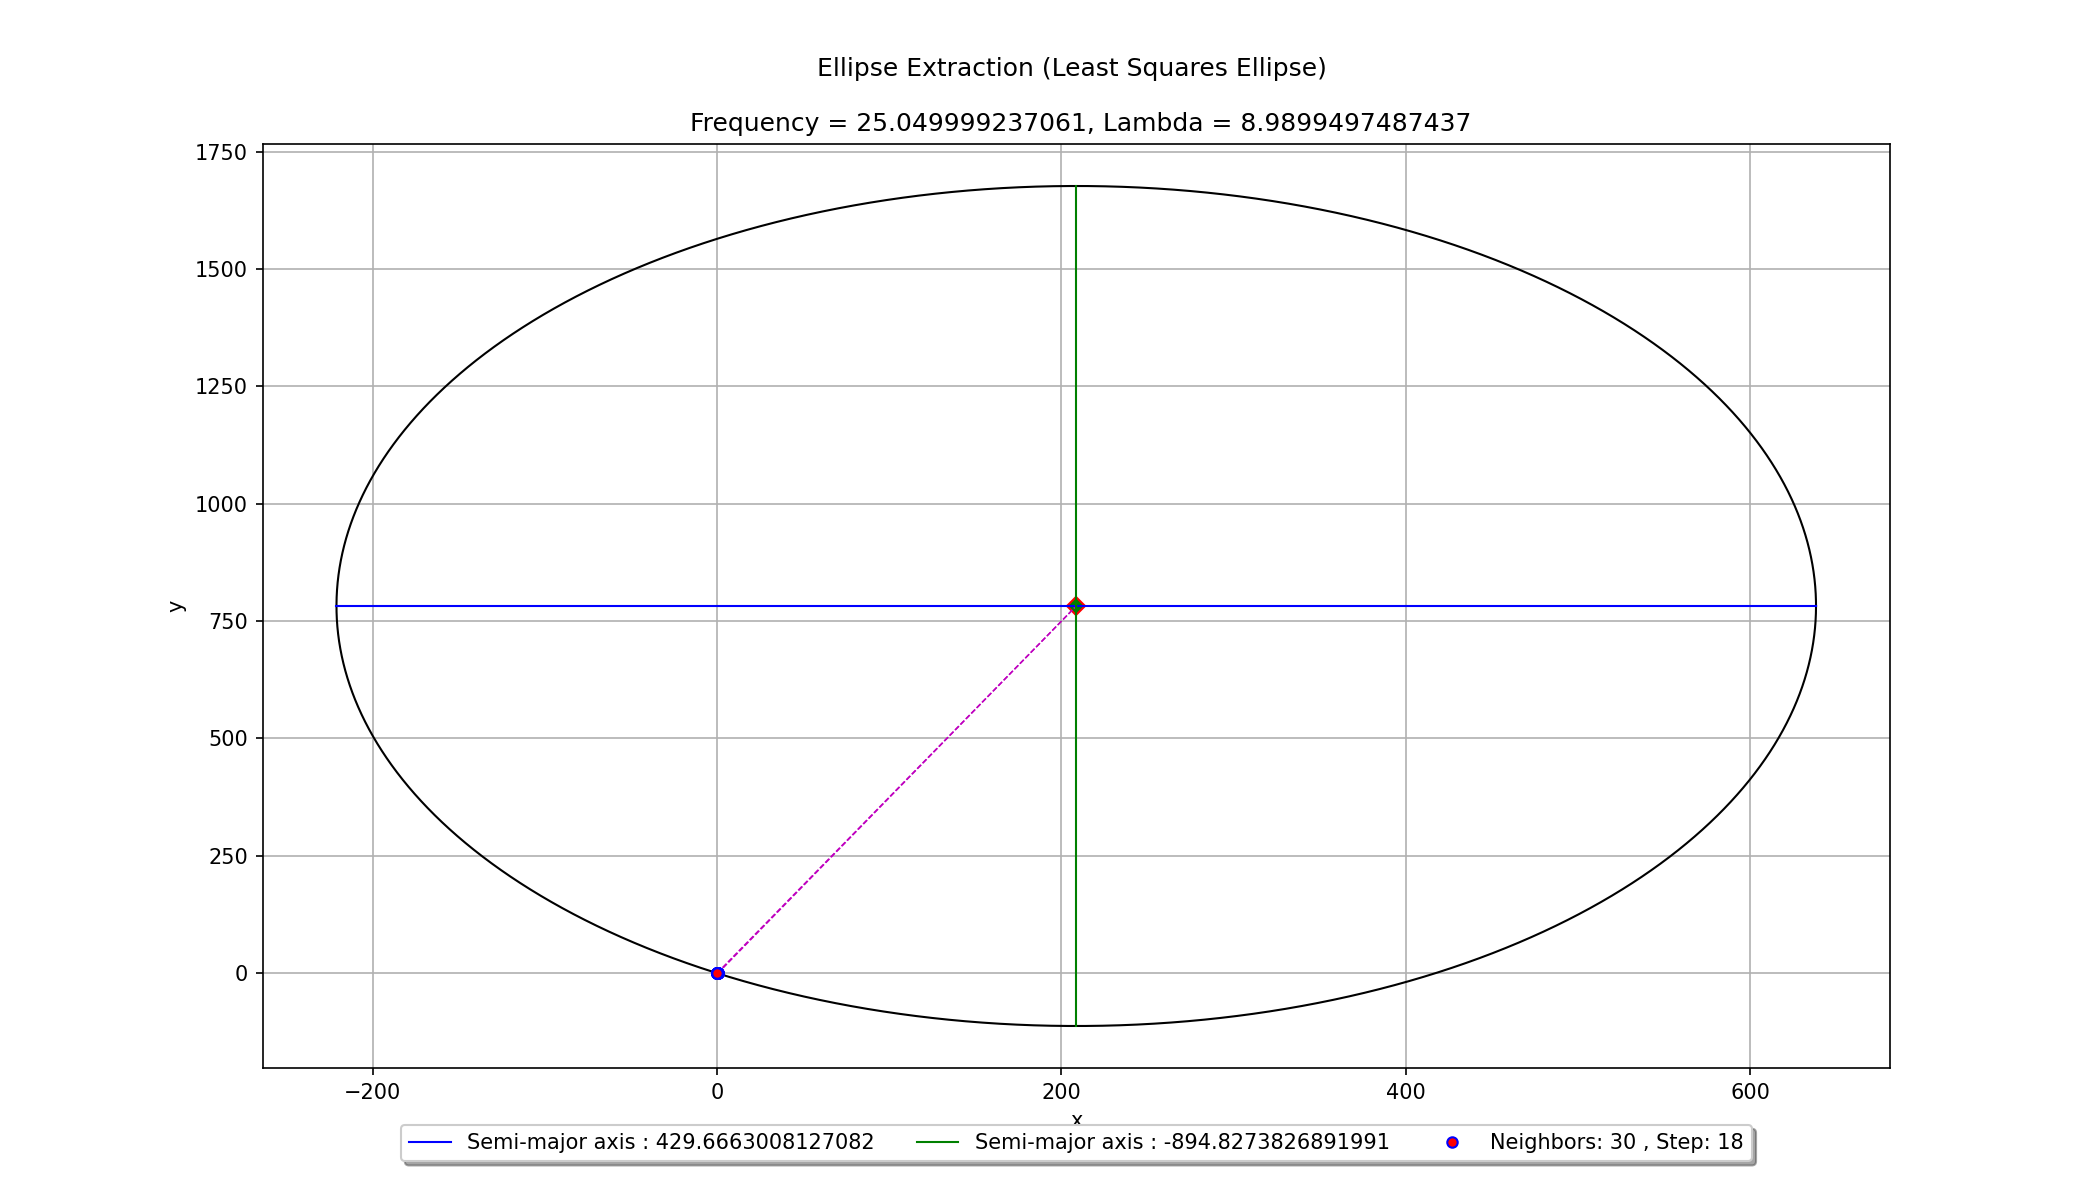 Ellipse Extraction (Least Squares Ellipse)
Frequency = 25.049999237061, Lambda = 8.9899497487437
1750
1500
1250
1000
750
500
250
0
y
−200
0
200
400
600
x
Semi-major axis : 429.6663008127082
Semi-major axis : -894.8273826891991
Neighbors: 30 , Step: 18